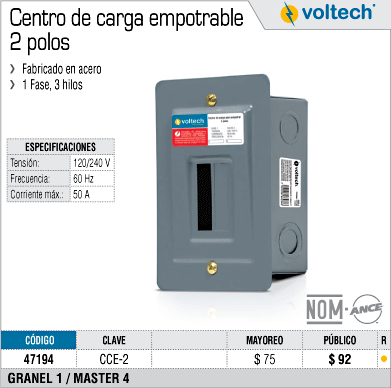 Centro de carga empotrable
2 polos
voltech®
Fabricado en acero
1 Fase, 3 hilos
ESPECIFICACIONES
Tensión: 120/240 V
Frecuencia: 60 Hz
Corriente máx.: 50 A
voltech
NOM-ANCE
CÓDIGO CLAVE MAYOREO PÚBLICO R
47194 CCE-2 $ 75 $ 92
GRANEL 1 / MASTER 4